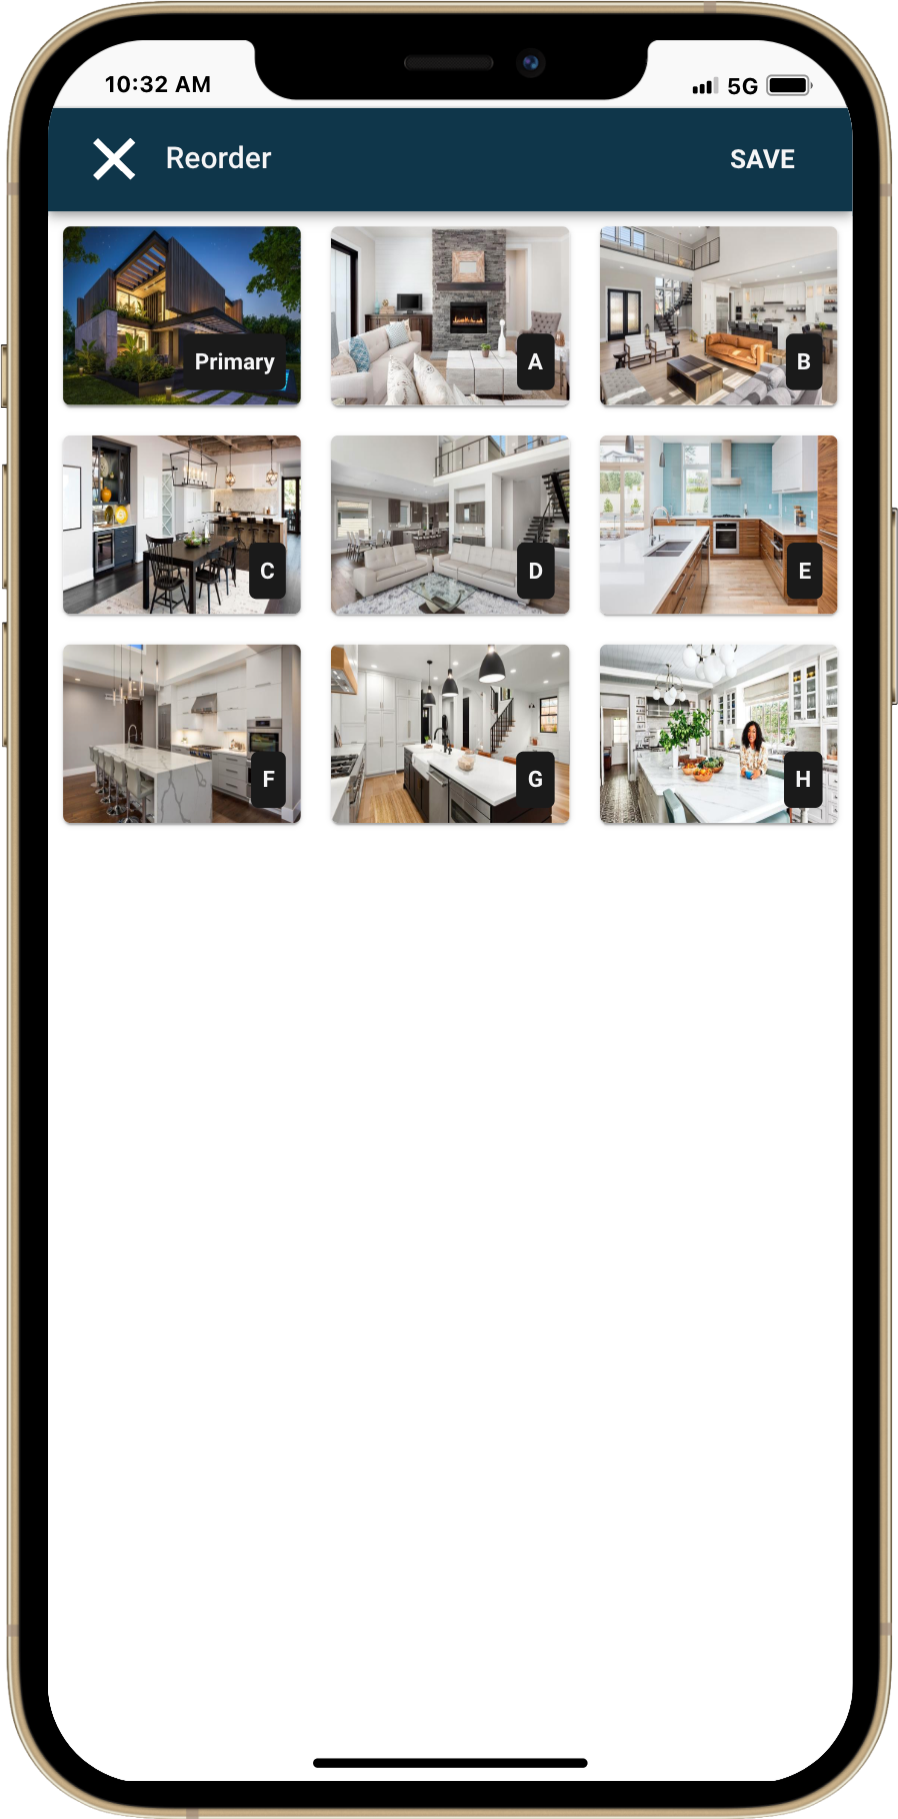 10:32 AM 5G
Reorder SAVE
Primary A B
C D E
F G H